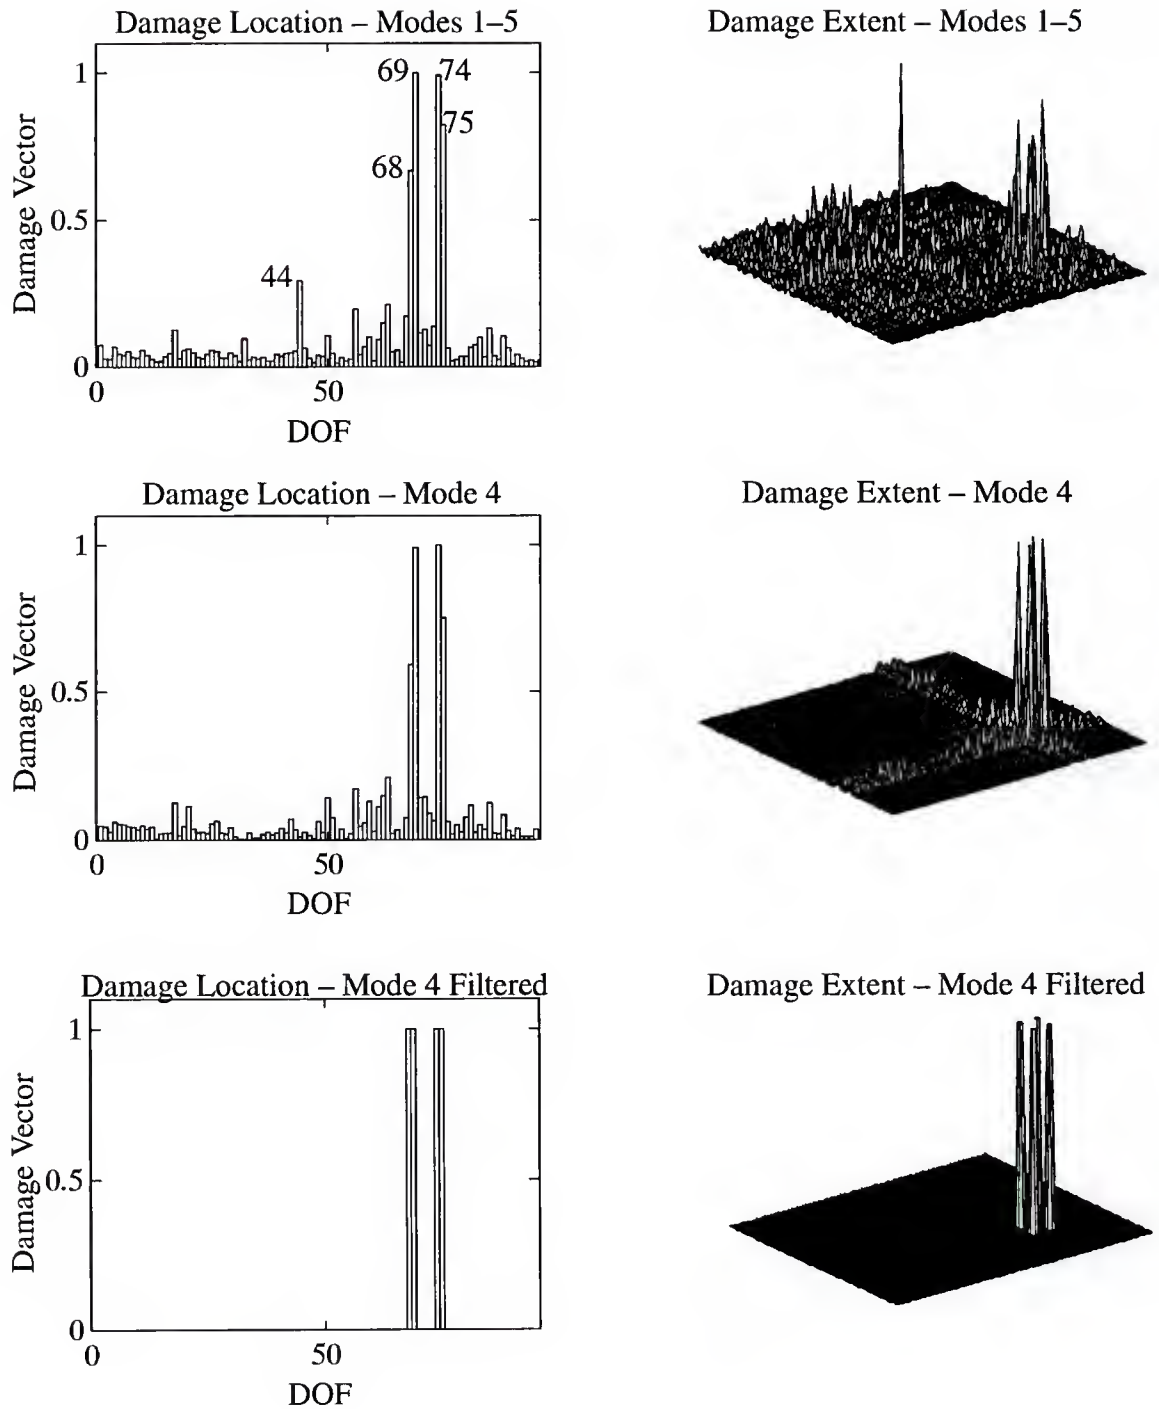 Damage Location – Modes 1–5
Damage Extent – Modes 1–5
1
69
74
75
68
0.5
44
0
0
50
Damage Vector
DOF
Damage Location – Mode 4
Damage Extent – Mode 4
1
0.5
0
0
50
Damage Vector
DOF
Damage Location – Mode 4 Filtered
Damage Extent – Mode 4 Filtered
1
0.5
0
0
50
Damage Vector
DOF